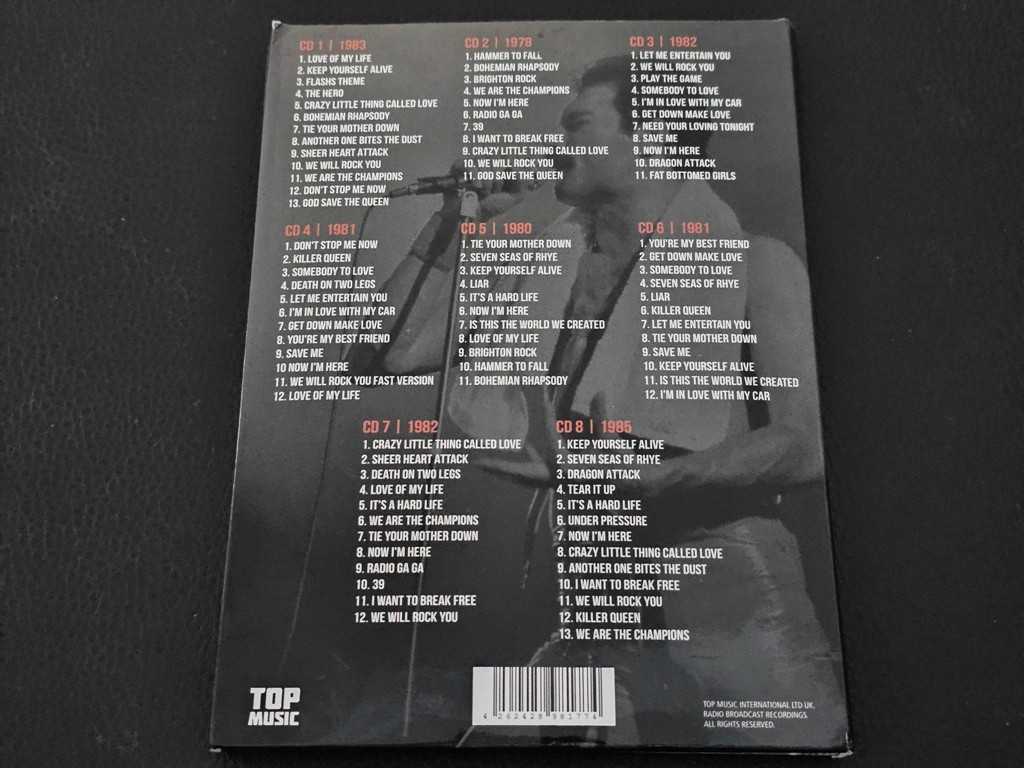 CD 1 | 1983
1. LOVE OF MY LIFE
2. KEEP YOURSELF ALIVE
3. FLASHS THEME
4. THE HERO
5. CRAZY LITTLE THING CALLED LOVE
6. BOHEMIAN RHAPSODY
7. TIE YOUR MOTHER DOWN
8. ANOTHER ONE BITES THE DUST
9. SHEER HEART ATTACK
10. WE WILL ROCK YOU
11. WE ARE THE CHAMPIONS
12. DON'T STOP ME NOW
13. GOD SAVE THE QUEEN
CD 2 | 1978
1. HAMMER TO FALL
2. BOHEMIAN RHAPSODY
3. BRIGHTON ROCK
4. WE ARE THE CHAMPIONS
5. NOW I'M HERE
6. RADIO GA GA
7. 39
8. I WANT TO BREAK FREE
9. CRAZY LITTLE THING CALLED LOVE
10. WE WILL ROCK YOU
11. GOD SAVE THE QUEEN
CD 3 | 1982
1. LET ME ENTERTAIN YOU
2. WE WILL ROCK YOU
3. PLAY THE GAME
4. SOMEBODY TO LOVE
5. I'M IN LOVE WITH MY CAR
6. GET DOWN MAKE LOVE
7. NEED YOUR LOVING TONIGHT
8. SAVE ME
9. NOW I'M HERE
10. DRAGON ATTACK
11. FAT BOTTOMED GIRLS
CD 4 | 1981
1. DON'T STOP ME NOW
2. KILLER QUEEN
3. SOMEBODY TO LOVE
4. DEATH ON TWO LEGS
5. LET ME ENTERTAIN YOU
6. I'M IN LOVE WITH MY CAR
7. GET DOWN MAKE LOVE
8. YOU'RE MY BEST FRIEND
9. SAVE ME
10 NOW I'M HERE
11. WE WILL ROCK YOU FAST VERSION
12. LOVE OF MY LIFE
CD 5 | 1980
1. TIE YOUR MOTHER DOWN
2. SEVEN SEAS OF RHYE
3. KEEP YOURSELF ALIVE
4. LIAR
5. IT'S A HARD LIFE
6. NOW I'M HERE
7. IS THIS THE WORLD WE CREATED
8. LOVE OF MY LIFE
9. BRIGHTON ROCK
10. HAMMER TO FALL
11. BOHEMIAN RHAPSODY
CD 6 | 1981
1. YOU'RE MY BEST FRIEND
2. GET DOWN MAKE LOVE
3. SOMEBODY TO LOVE
4. SEVEN SEAS OF RHYE
5. LIAR
6. KILLER QUEEN
7. LET ME ENTERTAIN YOU
8. TIE YOUR MOTHER DOWN
9. SAVE ME
10. KEEP YOURSELF ALIVE
11. IS THIS THE WORLD WE CREATED
12. I'M IN LOVE WITH MY CAR
CD 7 | 1982
1. CRAZY LITTLE THING CALLED LOVE
2. SHEER HEART ATTACK
3. DEATH ON TWO LEGS
4. LOVE OF MY LIFE
5. IT'S A HARD LIFE
6. WE ARE THE CHAMPIONS
7. TIE YOUR MOTHER DOWN
8. NOW I'M HERE
9. RADIO GA GA
10. 39
11. I WANT TO BREAK FREE
12. WE WILL ROCK YOU
CD 8 | 1985
1. KEEP YOURSELF ALIVE
2. SEVEN SEAS OF RHYE
3. DRAGON ATTACK
4. TEAR IT UP
5. IT'S A HARD LIFE
6. UNDER PRESSURE
7. NOW I'M HERE
8. CRAZY LITTLE THING CALLED LOVE
9. ANOTHER ONE BITES THE DUST
10. I WANT TO BREAK FREE
11. WE WILL ROCK YOU
12. KILLER QUEEN
13. WE ARE THE CHAMPIONS
TOP
MUSIC
4 262428 981774
TOP MUSIC INTERNATIONAL LTD UK.
RADIO BROADCAST RECORDINGS.
ALL RIGHTS RESERVED.